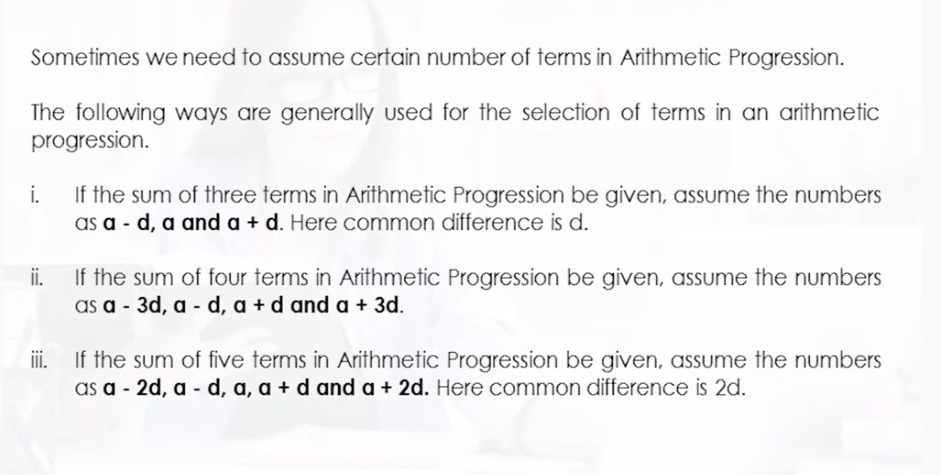 Sometimes we need to assume certain number of terms in Arithmetic Progression.
The following ways are generally used for the selection of terms in an arithmetic
progression.
i. If the sum of three terms in Arithmetic Progression be given, assume the numbers
as a - d, a and a + d. Here common difference is d.
ii. If the sum of four terms in Arithmetic Progression be given, assume the numbers
as a - 3d, a - d, a + d and a + 3d.
iii. If the sum of five terms in Arithmetic Progression be given, assume the numbers
as a - 2d, a - d, a, a + d and a + 2d. Here common difference is 2d.